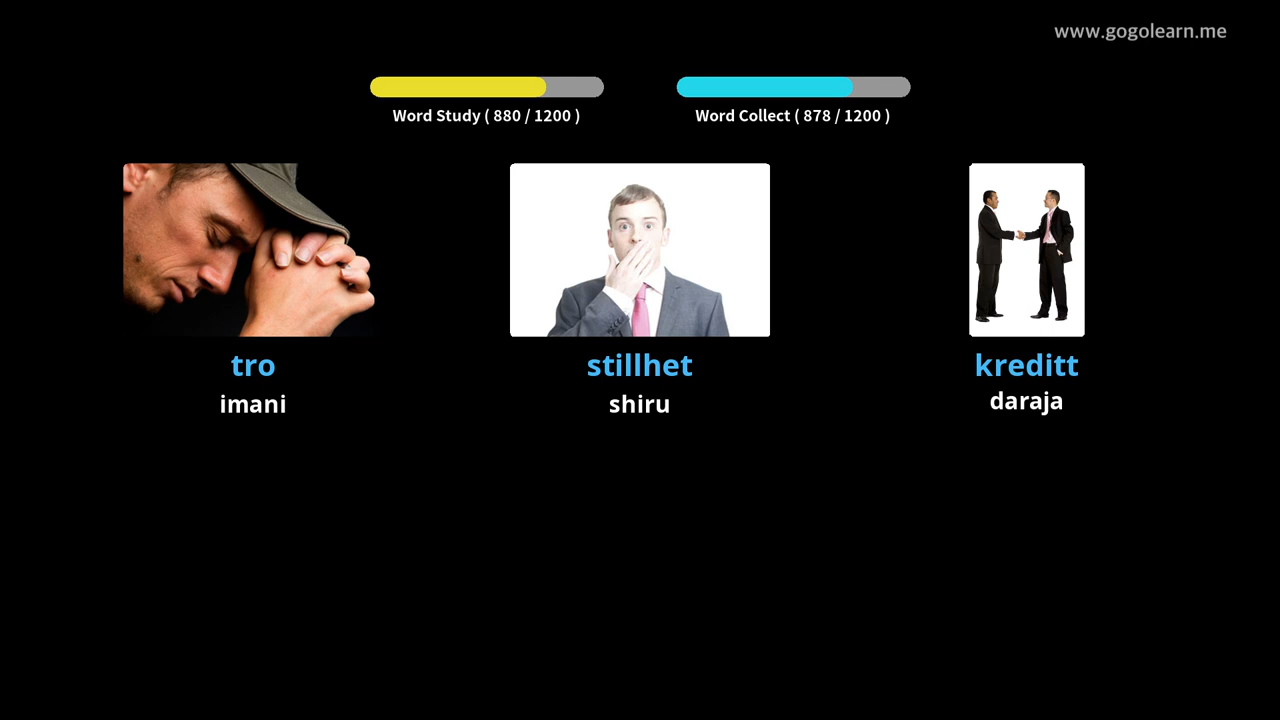 www.gogolearn.me
Word Study ( 880 / 1200 )
Word Collect ( 878 / 1200 )
tro
imani
stillhet
shiru
kreditt
daraja